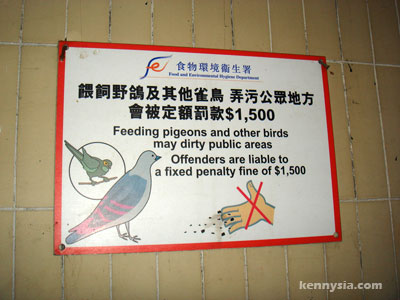 食物環境衞生署
Food and Environmental Hygiene Department
餵飼野鴿及其他雀鳥 弄污公眾地方
會被定額罰款$1,500
Feeding pigeons and other birds
may dirty public areas
Offenders are liable to
a fixed penalty fine of $1,500
kennysia.com